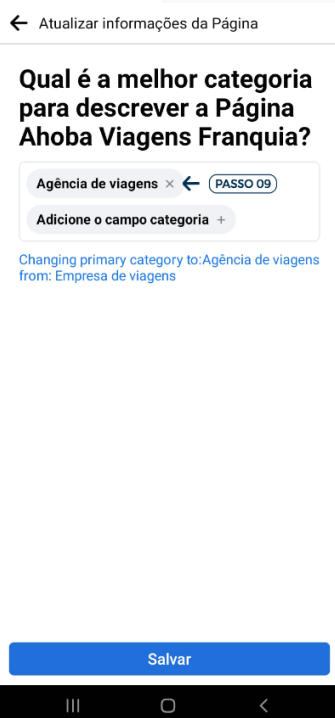 Atualizar informações da Página
Qual é a melhor categoria
para descrever a Página
Ahoba Viagens Franquia?
Agência de viagens × PASSO 09
Adicione o campo categoria +
Changing primary category to:Agência de viagens
from: Empresa de viagens
Salvar